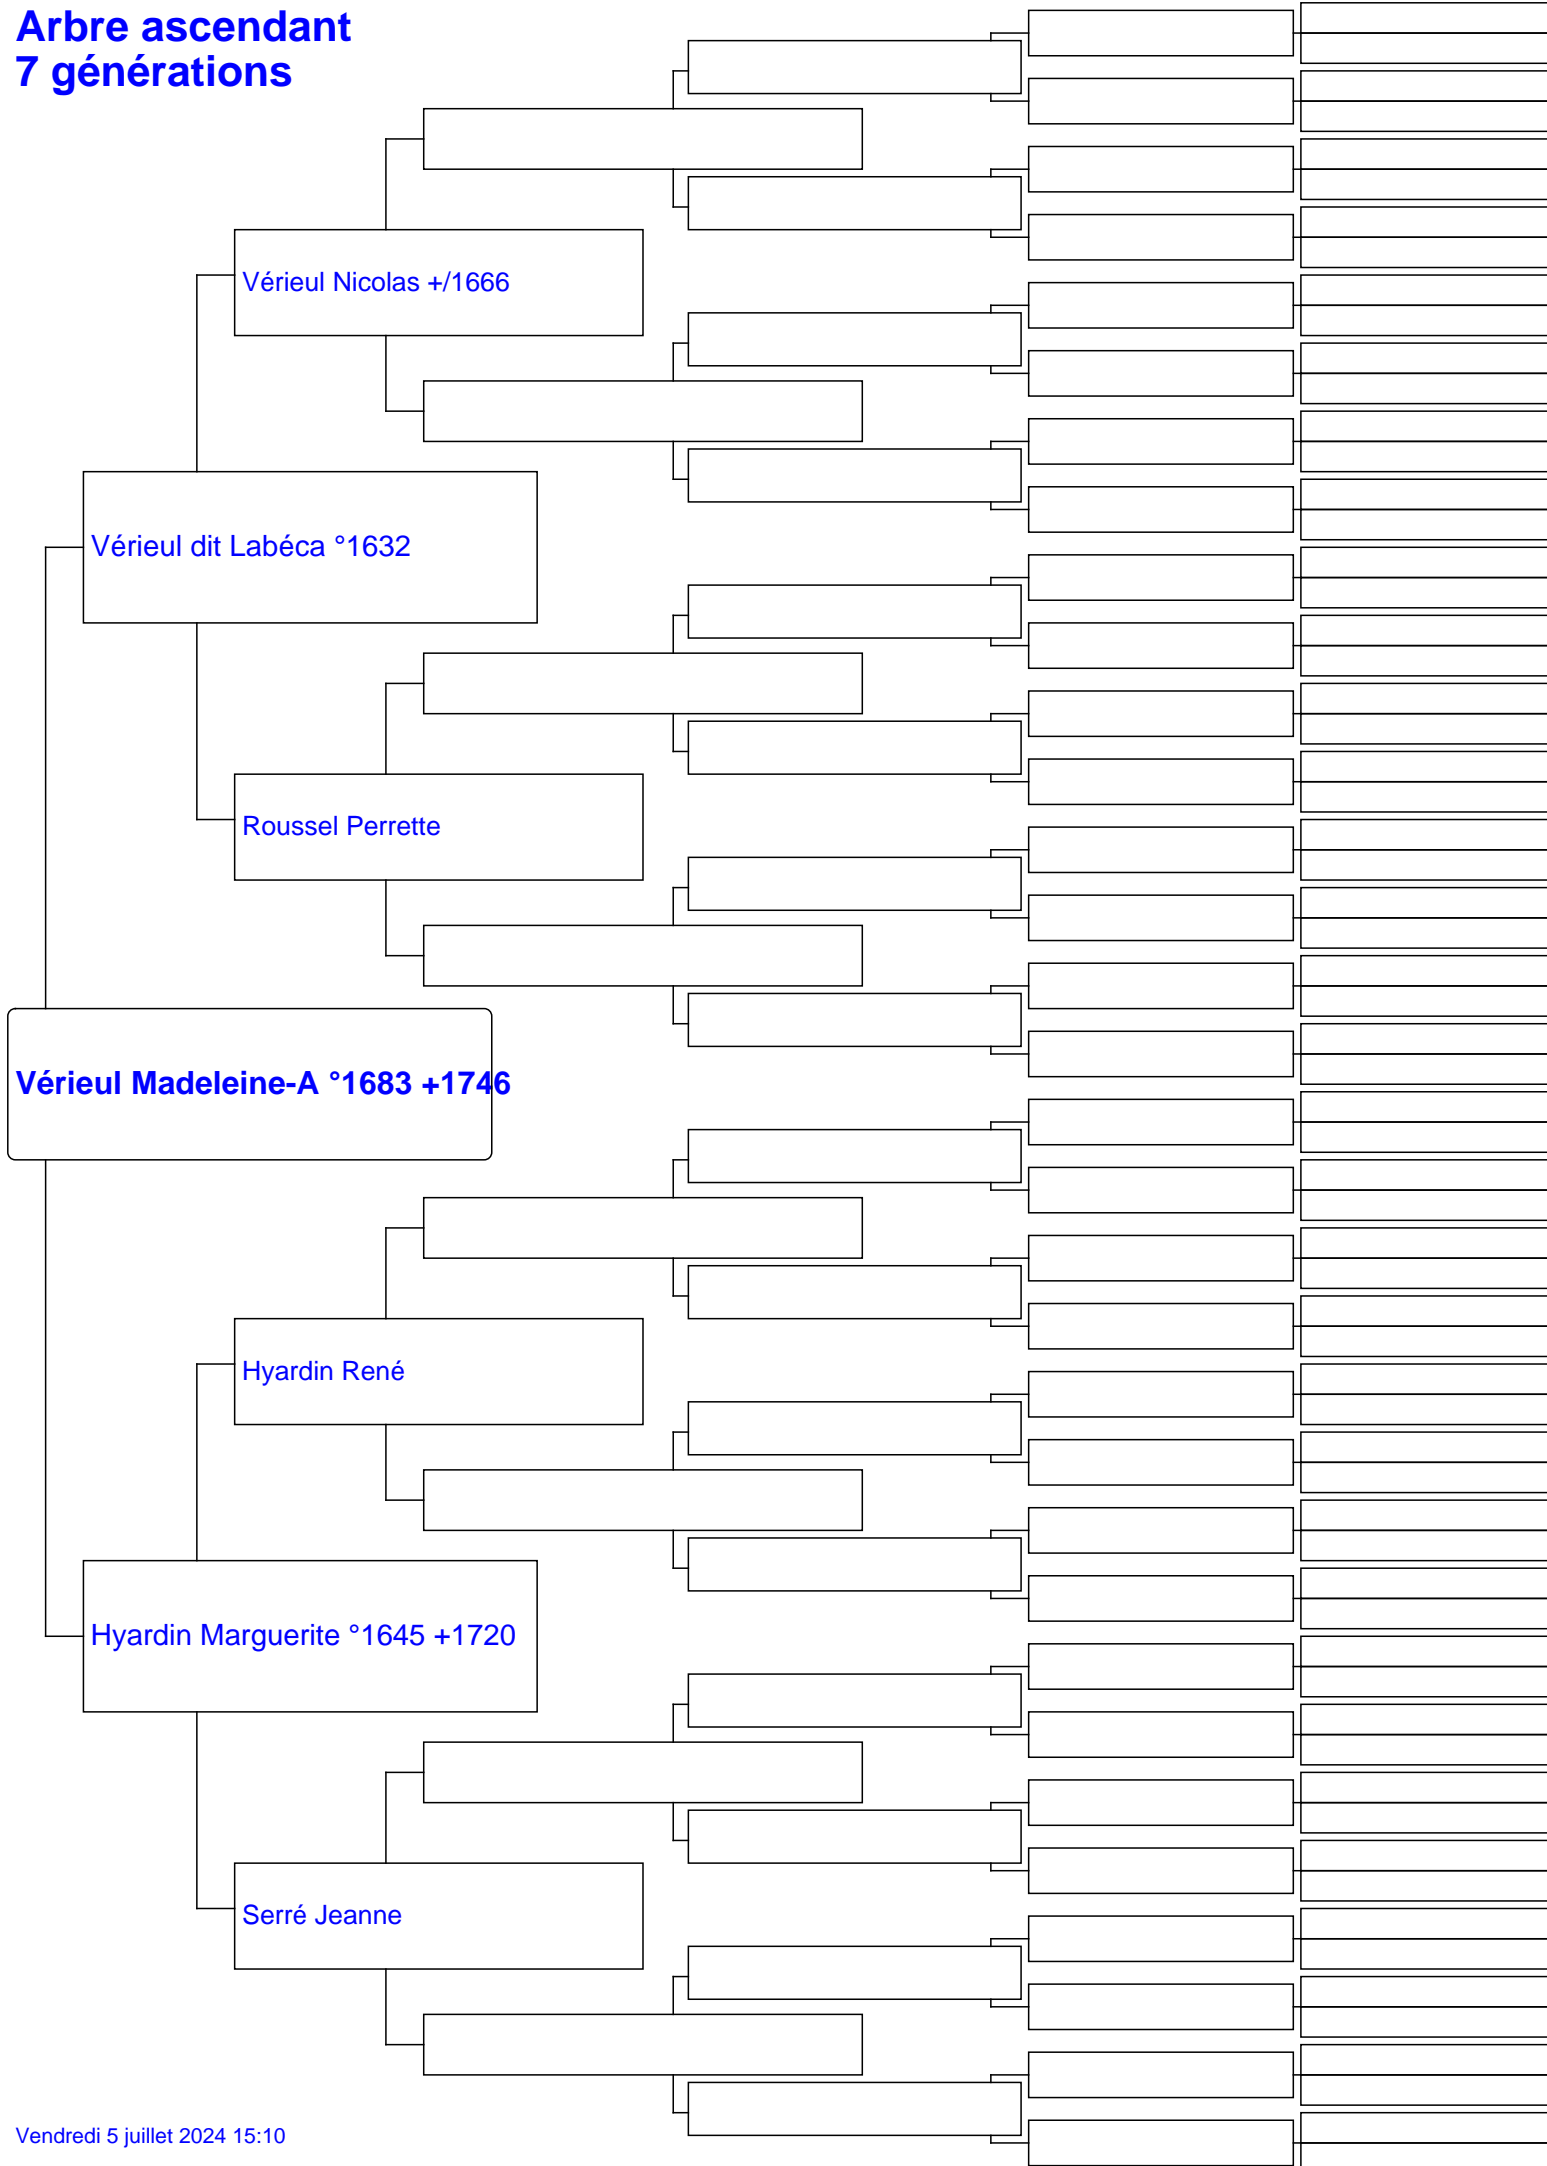 Arbre ascendant
7 générations
Vérieul Nicolas +/1666
Vérieul dit Labéca °1632
Roussel Perrette
Vérieul Madeleine-A °1683 +1746
Hyardin René
Hyardin Marguerite °1645 +1720
Serré Jeanne
Vendredi 5 juillet 2024 15:10